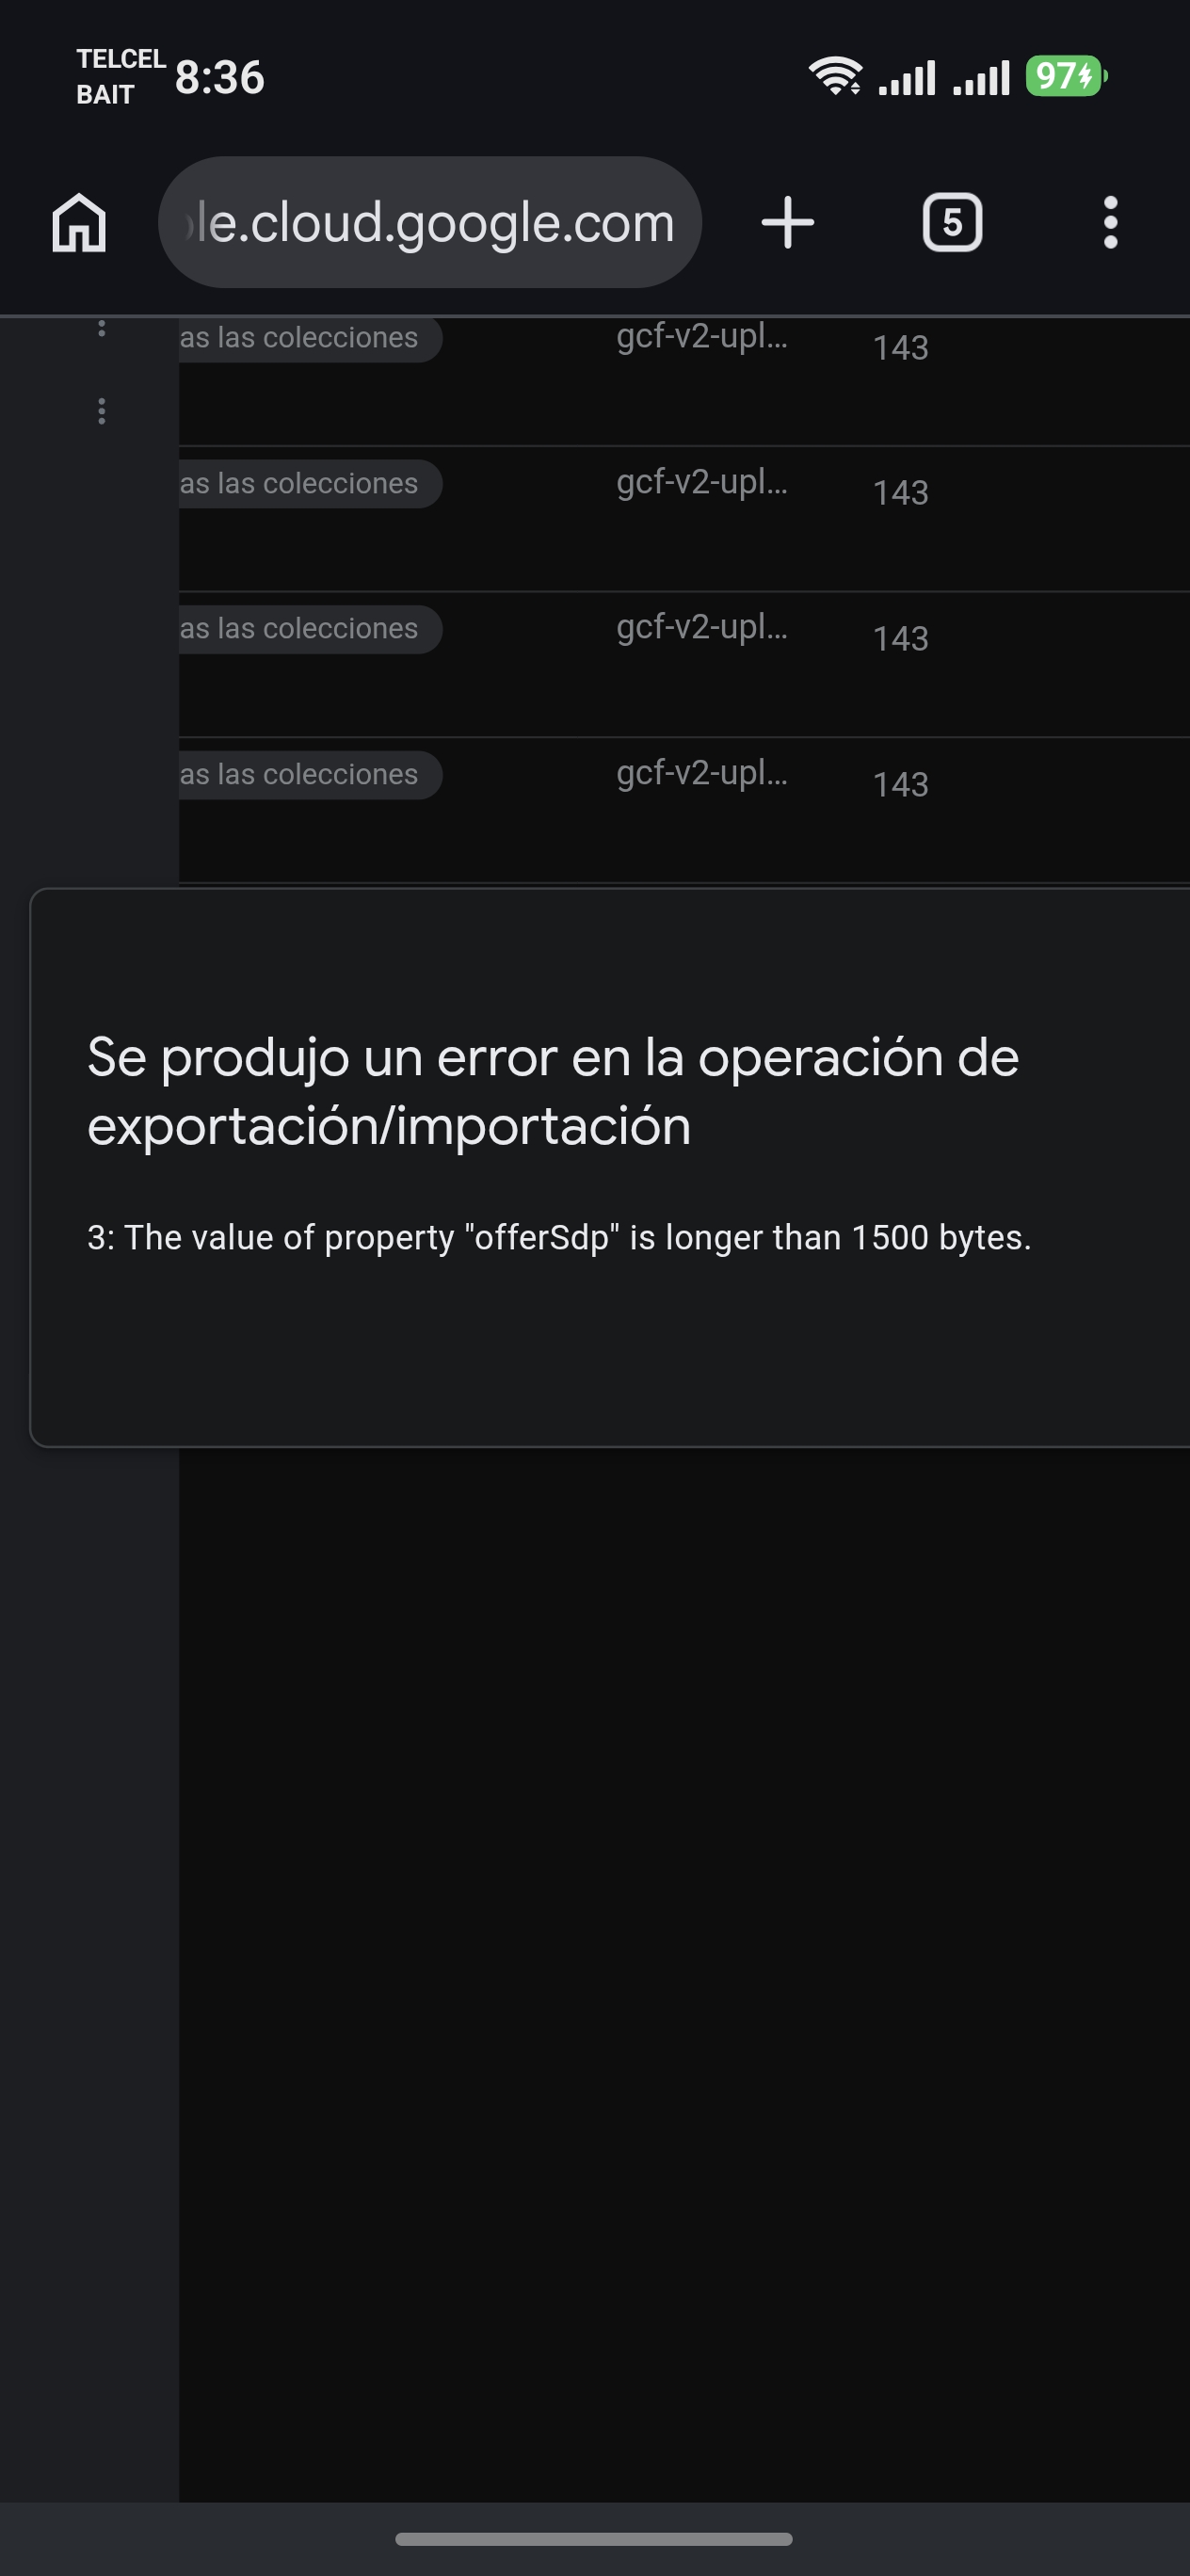 TELCEL
BAIT
8:36
97
le.cloud.google.com
5
as las colecciones gcf-v2-upl... 143
as las colecciones gcf-v2-upl... 143
as las colecciones gcf-v2-upl... 143
as las colecciones gcf-v2-upl... 143
Se produjo un error en la operación de
exportación/importación
3: The value of property "offerSdp" is longer than 1500 bytes.